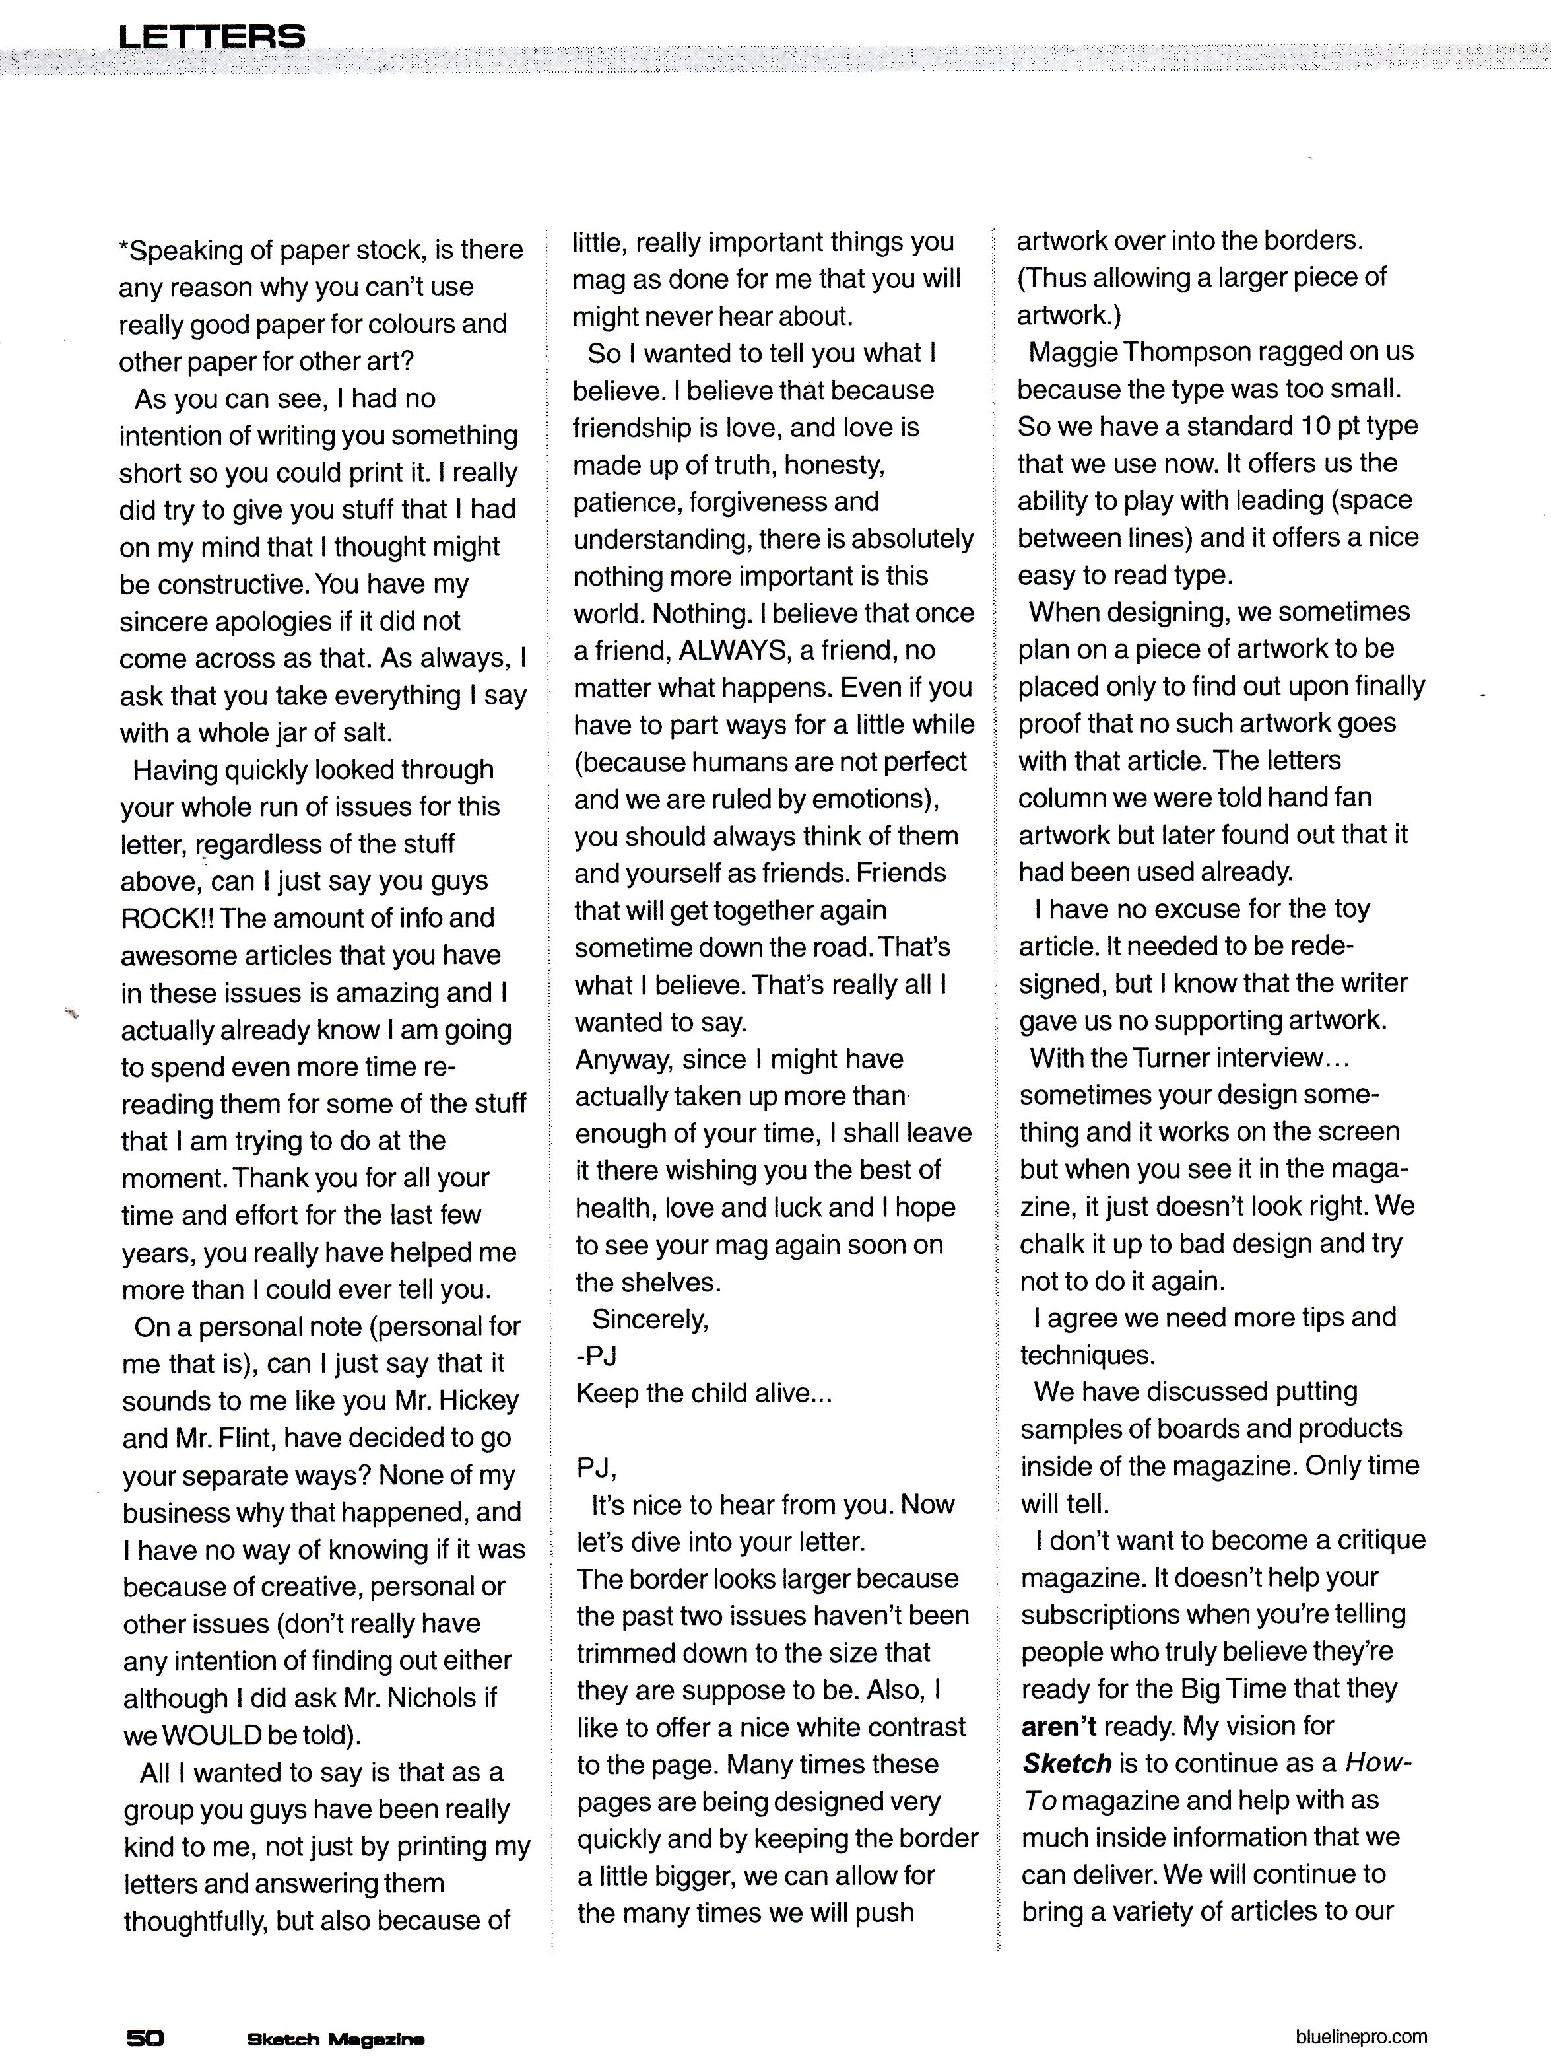 LETTERS
*Speaking of paper stock, is there
any reason why you can't use
really good paper for colours and
other paper for other art?
As you can see, I had no
intention of writing you something
short so you could print it. I really
did try to give you stuff that I had
on my mind that I thought might
be constructive. You have my
sincere apologies if it did not
come across as that. As always, I
ask that you take everything I say
with a whole jar of salt.
Having quickly looked through
your whole run of issues for this
letter, regardless of the stuff
above, can I just say you guys
ROCK!! The amount of info and
awesome articles that you have
in these issues is amazing and I
actually already know I am going
to spend even more time re-
reading them for some of the stuff
that I am trying to do at the
moment. Thank you for all your
time and effort for the last few
years, you really have helped me
more than I could ever tell you.
On a personal note (personal for
me that is), can I just say that it
sounds to me like you Mr. Hickey
and Mr. Flint, have decided to go
your separate ways? None of my
business why that happened, and
I have no way of knowing if it was
because of creative, personal or
other issues (don't really have
any intention of finding out either
although I did ask Mr. Nichols if
we WOULD be told).
All I wanted to say is that as a
group you guys have been really
kind to me, not just by printing my
letters and answering them
thoughtfully, but also because of
little, really important things you
mag as done for me that you will
might never hear about.
So I wanted to tell you what I
believe. I believe that because
friendship is love, and love is
made up of truth, honesty,
patience, forgiveness and
understanding, there is absolutely
nothing more important is this
world. Nothing. I believe that once
a friend, ALWAYS, a friend, no
matter what happens. Even if you
have to part ways for a little while
(because humans are not perfect
and we are ruled by emotions),
you should always think of them
and yourself as friends. Friends
that will get together again
sometime down the road. That's
what I believe. That's really all I
wanted to say.
Anyway, since I might have
actually taken up more than
enough of your time, I shall leave
it there wishing you the best of
health, love and luck and I hope
to see your mag again soon on
the shelves.
Sincerely,
-PJ
Keep the child alive...
PJ,
It's nice to hear from you. Now
let's dive into your letter.
The border looks larger because
the past two issues haven't been
trimmed down to the size that
they are suppose to be. Also, I
like to offer a nice white contrast
to the page. Many times these
pages are being designed very
quickly and by keeping the border
a little bigger, we can allow for
the many times we will push
artwork over into the borders.
(Thus allowing a larger piece of
artwork.)
Maggie Thompson ragged on us
because the type was too small.
So we have a standard 10 pt type
that we use now. It offers us the
ability to play with leading (space
between lines) and it offers a nice
easy to read type.
When designing, we sometimes
plan on a piece of artwork to be
placed only to find out upon finally
proof that no such artwork goes
with that article. The letters
column we were told hand fan
artwork but later found out that it
had been used already.
I have no excuse for the toy
article. It needed to be rede-
signed, but I know that the writer
gave us no supporting artwork.
With the Turner interview...
sometimes your design some-
thing and it works on the screen
but when you see it in the maga-
zine, it just doesn't look right. We
chalk it up to bad design and try
not to do it again.
I agree we need more tips and
techniques.
We have discussed putting
samples of boards and products
inside of the magazine. Only time
will tell.
I don't want to become a critique
magazine. It doesn't help your
subscriptions when you're telling
people who truly believe they're
ready for the Big Time that they
aren't ready. My vision for
Sketch is to continue as a How-
To magazine and help with as
much inside information that we
can deliver. We will continue to
bring a variety of articles to our
50 Sketch Magazine bluelinepro.com